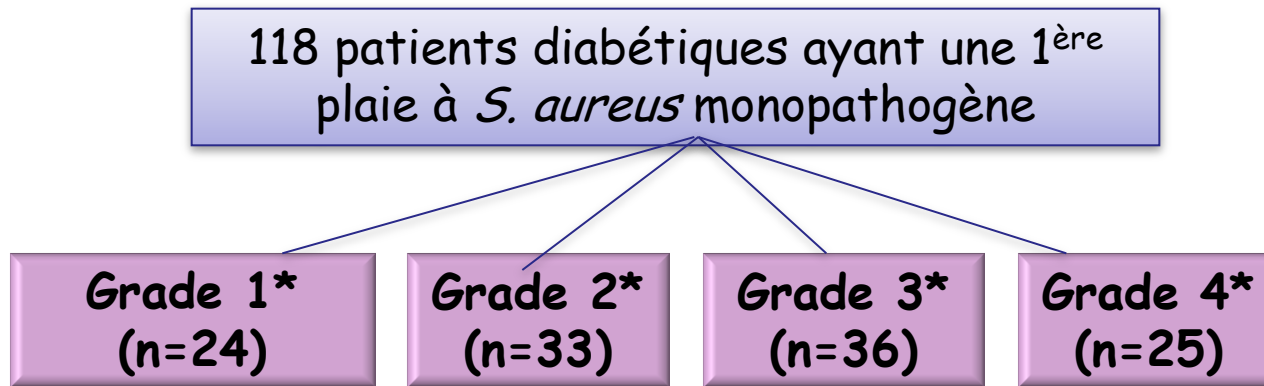 118 patients diabétiques ayant une 1ère
plaie à S. aureus monopathogène
Grade 1*
(n=24)
Grade 2*
(n=33)
Grade 3*
(n=36)
Grade 4*
(n=25)